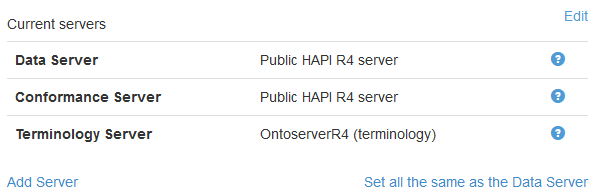 Current servers Edit
Data Server Public HAPI R4 server ?
Conformance Server Public HAPI R4 server ?
Terminology Server OntoserverR4 (terminology) ?
Add Server Set all the same as the Data Server